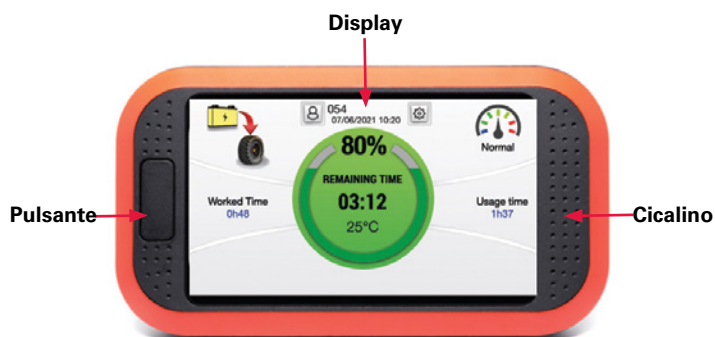 Display
054
07/06/2021 10:20
80%
Normal
REMAINING TIME
03:12
25°C
Worked Time
0h48
Usage time
1h37
Pulsante
Cicalino